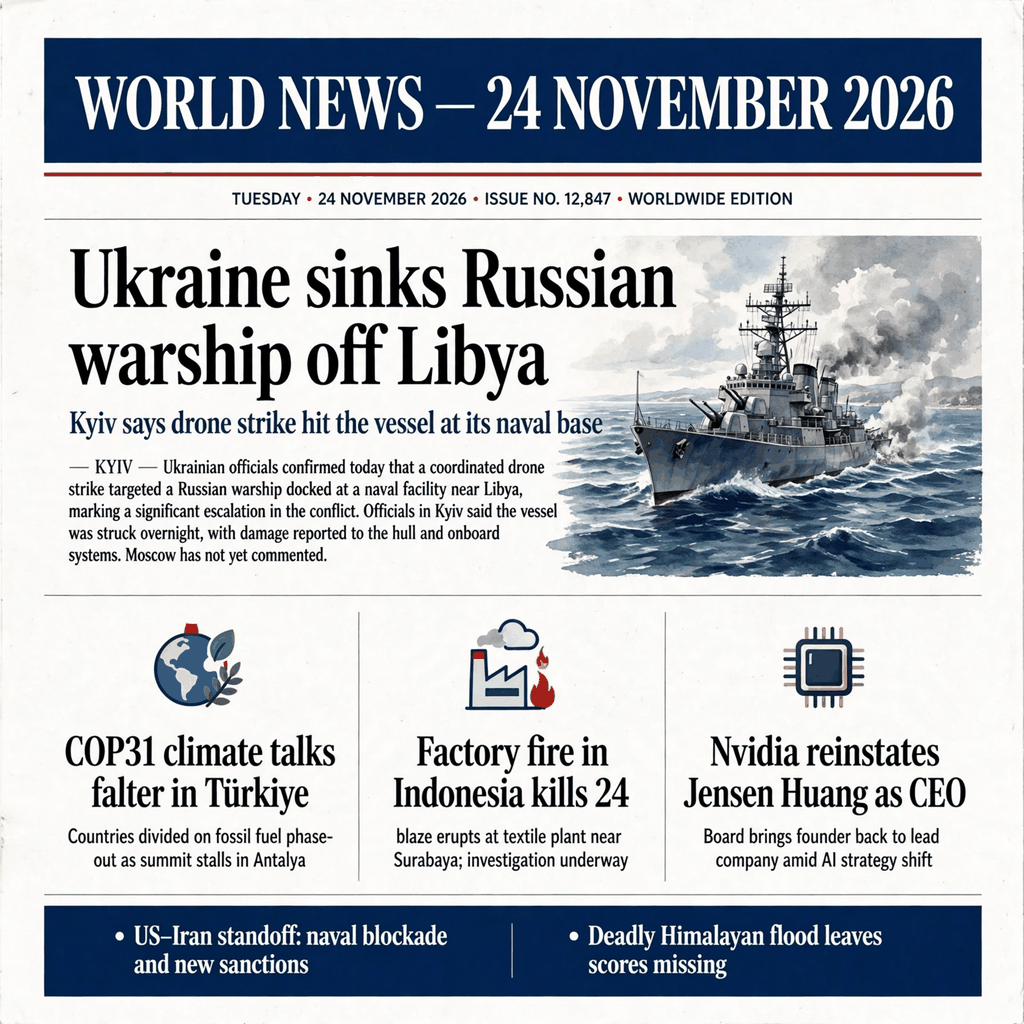 WORLD NEWS — 24 NOVEMBER 2026
TUESDAY • 24 NOVEMBER 2026 • ISSUE NO. 12,847 • WORLDWIDE EDITION
Ukraine sinks Russian
warship off Libya
Kyiv says drone strike hit the vessel at its naval base
— KYIV — Ukrainian officials confirmed today that a coordinated drone
strike targeted a Russian warship docked at a naval facility near Libya,
marking a significant escalation in the conflict. Officials in Kyiv said the vessel
was struck overnight, with damage reported to the hull and onboard
systems. Moscow has not yet commented.
COP31 climate talks
falter in Türkiye
Countries divided on fossil fuel phase-
out as summit stalls in Antalya
Factory fire in
Indonesia kills 24
blaze erupts at textile plant near
Surabaya; investigation underway
Nvidia reinstates
Jensen Huang as CEO
Board brings founder back to lead
company amid AI strategy shift
• US–Iran standoff: naval blockade
and new sanctions
• Deadly Himalayan flood leaves
scores missing